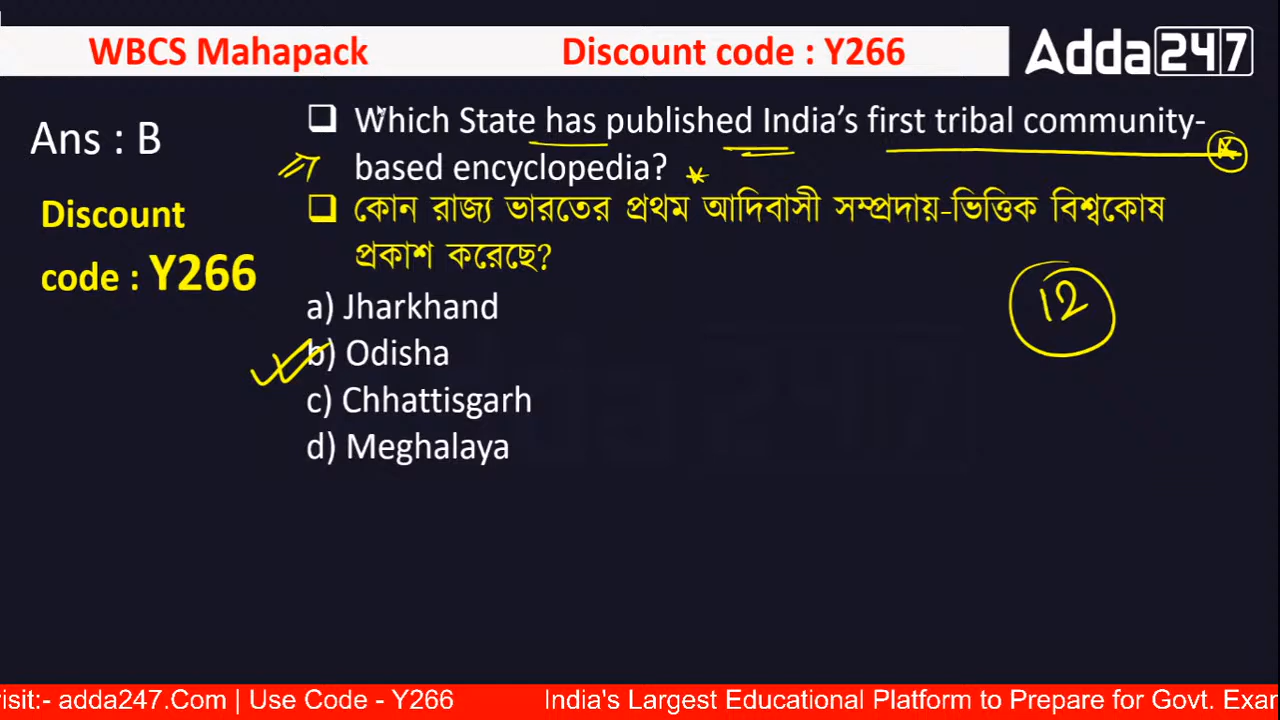 WBCS Mahapack Discount code : Y266
Adda247
Ans : B
Discount
code : Y266
❑ Which State has published India's first tribal community-
based encyclopedia?
❑ কোন রাজ্য ভারতের প্রথম আদিবাসী সম্প্রদায়-ভিত্তিক বিশ্বকোষ
প্রকাশ করেছে?
12
a) Jharkhand
b) Odisha
c) Chhattisgarh
d) Meghalaya
isit:- adda247.Com | Use Code - Y266 India's Largest Educational Platform to Prepare for Govt. Exar